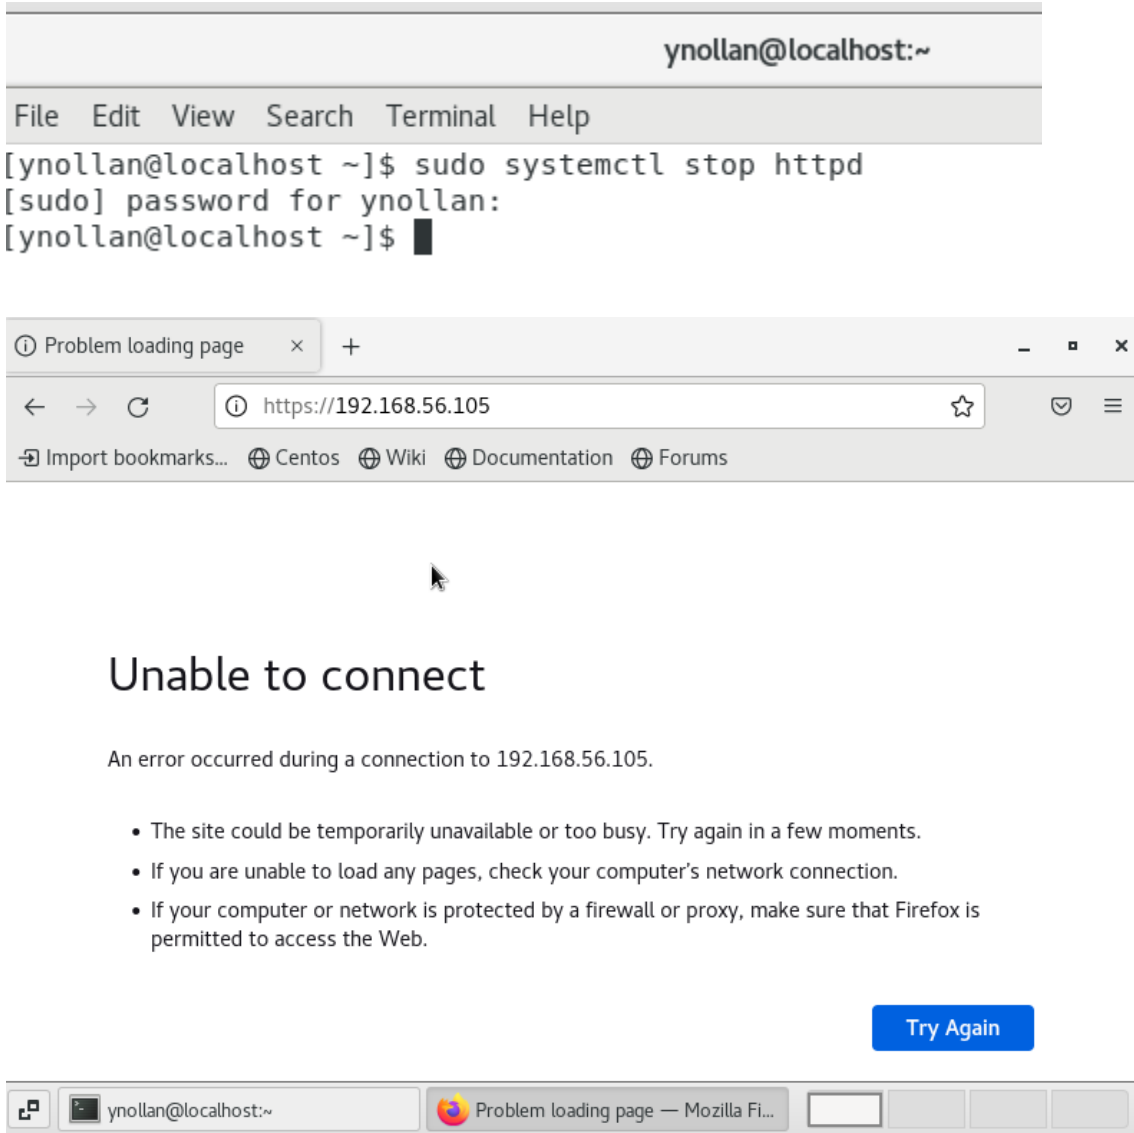 ynollan@localhost:~
File Edit View Search Terminal Help
[ynollan@localhost ~]$ sudo systemctl stop httpd
[sudo] password for ynollan:
[ynollan@localhost ~]$
Problem loading page
https://192.168.56.105
Import bookmarks... Centos Wiki Documentation Forums
Unable to connect
An error occurred during a connection to 192.168.56.105.
• The site could be temporarily unavailable or too busy. Try again in a few moments.
• If you are unable to load any pages, check your computer's network connection.
• If your computer or network is protected by a firewall or proxy, make sure that Firefox is
permitted to access the Web.
Try Again
ynollan@localhost:~ Problem loading page — Mozilla Fi...